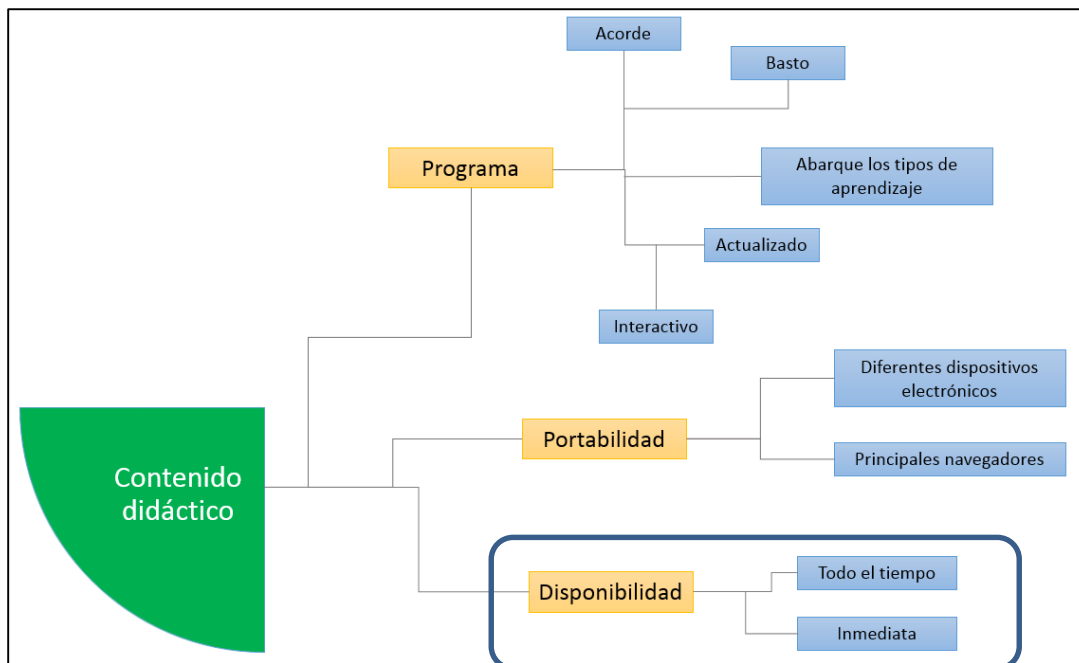 Acorde
Basto
Programa
Abarque los tipos de
aprendizaje
Actualizado
Interactivo
Diferentes dispositivos
electrónicos
Portabilidad
Principales navegadores
Contenido
didáctico
Disponibilidad
Todo el tiempo
Inmediata